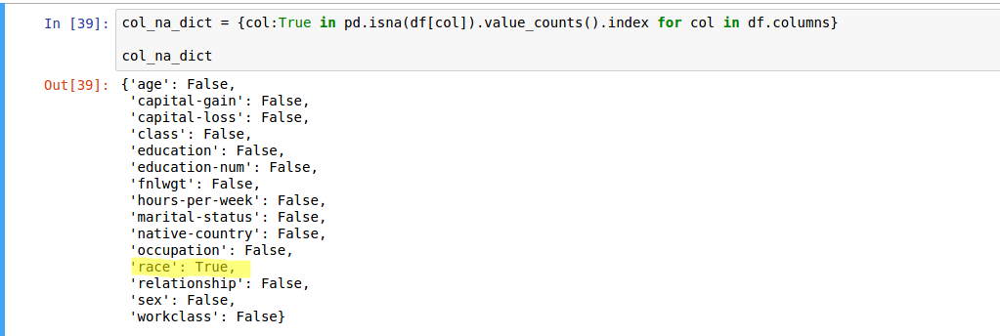 In [39]: col_na_dict = {col:True in pd.isna(df[col]).value_counts().index for col in df.columns}
col_na_dict
Out[39]: {'age': False,
'capital-gain': False,
'capital-loss': False,
'class': False,
'education': False,
'education-num': False,
'fnlwgt': False,
'hours-per-week': False,
'marital-status': False,
'native-country': False,
'occupation': False,
'race': True,
'relationship': False,
'sex': False,
'workclass': False}